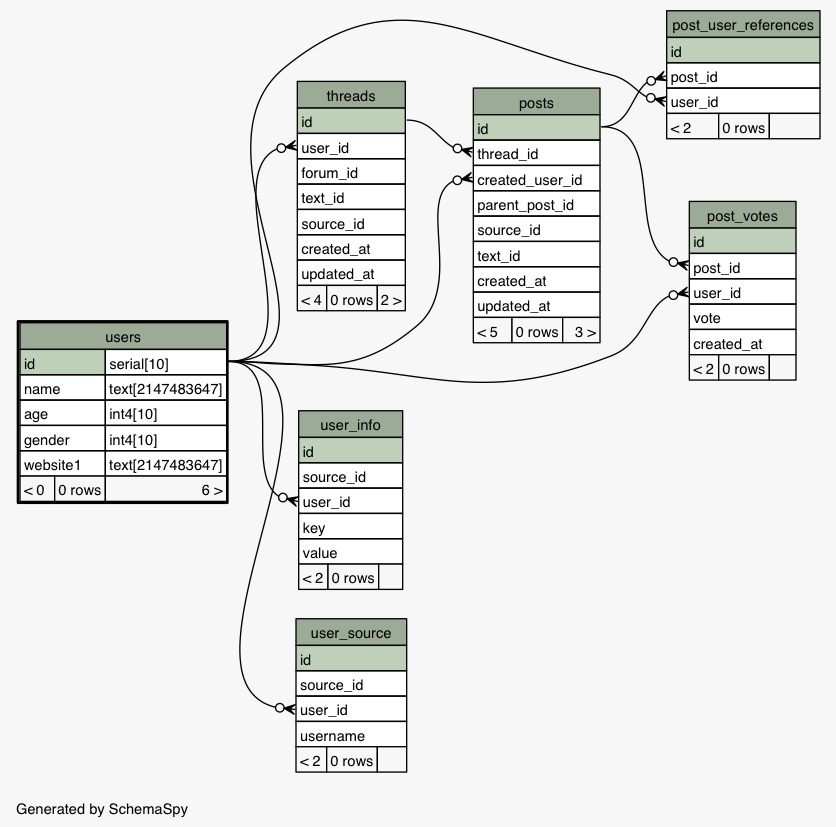 post_user_references
id
post_id
user_id
< 2 0 rows
threads
id
user_id
forum_id
text_id
source_id
created_at
updated_at
< 4 0 rows 2 >
posts
id
thread_id
created_user_id
parent_post_id
source_id
text_id
created_at
updated_at
< 5 0 rows 3 >
post_votes
id
post_id
user_id
vote
created_at
< 2 0 rows
users
id serial[10]
name text[2147483647]
age int4[10]
gender int4[10]
website1 text[2147483647]
< 0 0 rows 6 >
user_info
id
source_id
user_id
key
value
< 2 0 rows
user_source
id
source_id
user_id
username
< 2 0 rows
Generated by SchemaSpy